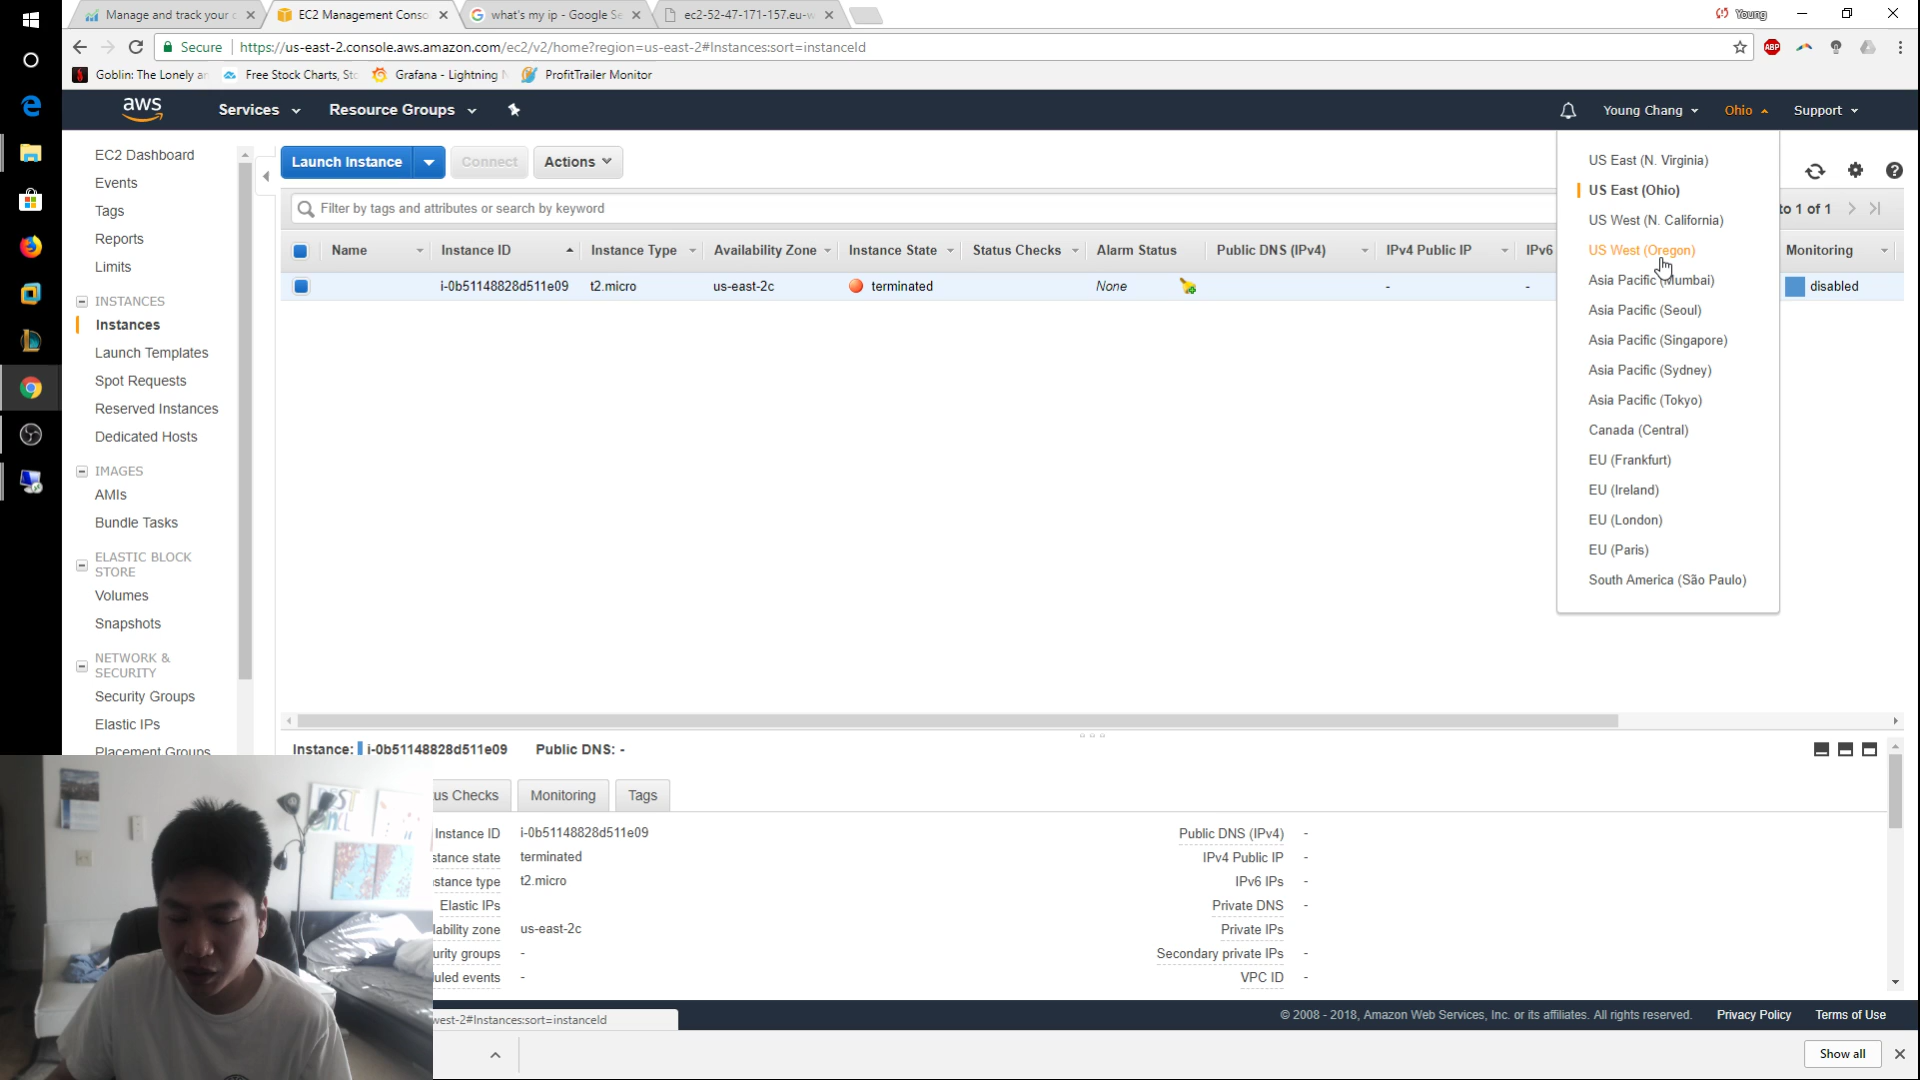 Manage and track your c
EC2 Management Conso
what's my ip - Google Se
ec2-52-47-171-157.eu-w
Young
Secure
https://us-east-2.console.aws.amazon.com/ec2/v2/home?region=us-east-2#Instances:sort=instanceId
ABP
Goblin: The Lonely a
Free Stock Charts, Sto
Grafana - Lightning N
ProfitTrailer Monitor
aws
Services
Resource Groups
Young Chang
Ohio
Support
EC2 Dashboard
Events
Tags
Reports
Limits
INSTANCES
Instances
Launch Templates
Spot Requests
Reserved Instances
Dedicated Hosts
IMAGES
AMIs
Bundle Tasks
ELASTIC BLOCK
STORE
Volumes
Snapshots
NETWORK &
SECURITY
Security Groups
Elastic IPs
Placement Groups
Launch Instance
Connect
Actions
Filter by tags and attributes or search by keyword
to 1 of 1
Name
Instance ID
Instance Type
Availability Zone
Instance State
Status Checks
Alarm Status
Public DNS (IPv4)
IPv4 Public IP
IPv6
Monitoring
i-0b51148828d511e09
t2.micro
us-east-2c
terminated
None
-
-
disabled
US East (N. Virginia)
US East (Ohio)
US West (N. California)
US West (Oregon)
Asia Pacific (Mumbai)
Asia Pacific (Seoul)
Asia Pacific (Singapore)
Asia Pacific (Sydney)
Asia Pacific (Tokyo)
Canada (Central)
EU (Frankfurt)
EU (Ireland)
EU (London)
EU (Paris)
South America (São Paulo)
Instance: i-0b51148828d511e09 Public DNS: -
us Checks
Monitoring
Tags
Instance ID i-0b51148828d511e09
stance state terminated
stance type t2.micro
Elastic IPs
lability zone us-east-2c
urity groups -
uled events -
Public DNS (IPv4) -
IPv4 Public IP -
IPv6 IPs -
Private DNS -
Private IPs
Secondary private IPs -
VPC ID -
west-2#Instances:sort=instanceId
© 2008 - 2018, Amazon Web Services, Inc. or its affiliates. All rights reserved.
Privacy Policy
Terms of Use
Show all